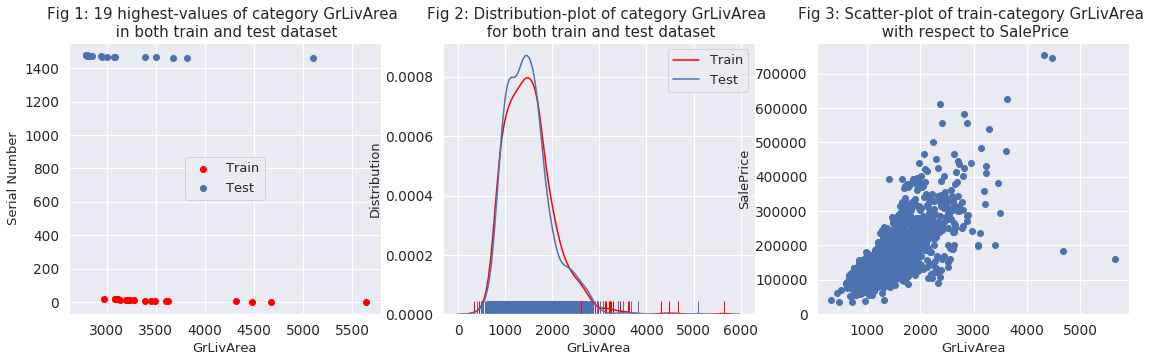 Fig 1: 19 highest-values of category GrLivArea
in both train and test dataset
1400
1200
1000
800
600
400
200
0
Serial Number
Train
Test
3000 3500 4000 4500 5000 5500
GrLivArea
Fig 2: Distribution-plot of category GrLivArea
for both train and test dataset
0.0008
0.0006
0.0004
0.0002
0.0000
Distribution
Train
Test
0 1000 2000 3000 4000 5000 6000
GrLivArea
Fig 3: Scatter-plot of train-category GrLivArea
with respect to SalePrice
700000
600000
500000
400000
300000
200000
100000
0
SalePrice
1000 2000 3000 4000 5000
GrLivArea